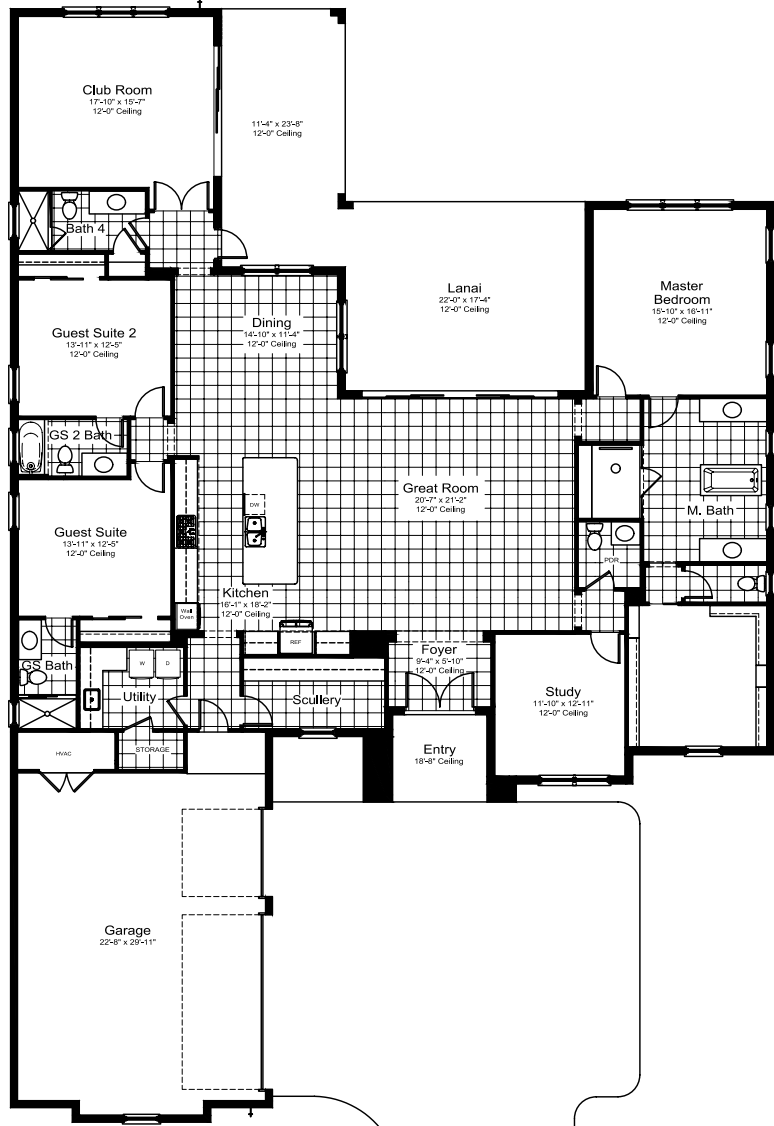 Club Room
17'-10" x 15'-7"
12'-0" Ceiling
11'-4" x 23'-8"
12'-0" Ceiling
Bath 4
Lanai
22'-0" x 17'-4"
12'-0" Ceiling
Master
Bedroom
15'-10" x 16'-11"
12'-0" Ceiling
Dining
14'-10" x 11'-4"
12'-0" Ceiling
Guest Suite 2
13'-11" x 12'-5"
12'-0" Ceiling
GS 2 Bath
Great Room
20'-7" x 21'-2"
12'-0" Ceiling
DW
M. Bath
Guest Suite
13'-11" x 12'-5"
12'-0" Ceiling
PDR
Kitchen
16'-1" x 18'-2"
12'-0" Ceiling
Wall
Oven
REF
Foyer
9'-4" x 5'-10"
12'-0" Ceiling
GS Bath
W
D
Utility
Scullery
Study
11'-10" x 12'-11"
12'-0" Ceiling
HVAC
STORAGE
Entry
18'-8" Ceiling
Garage
22'-8" x 29'-11"